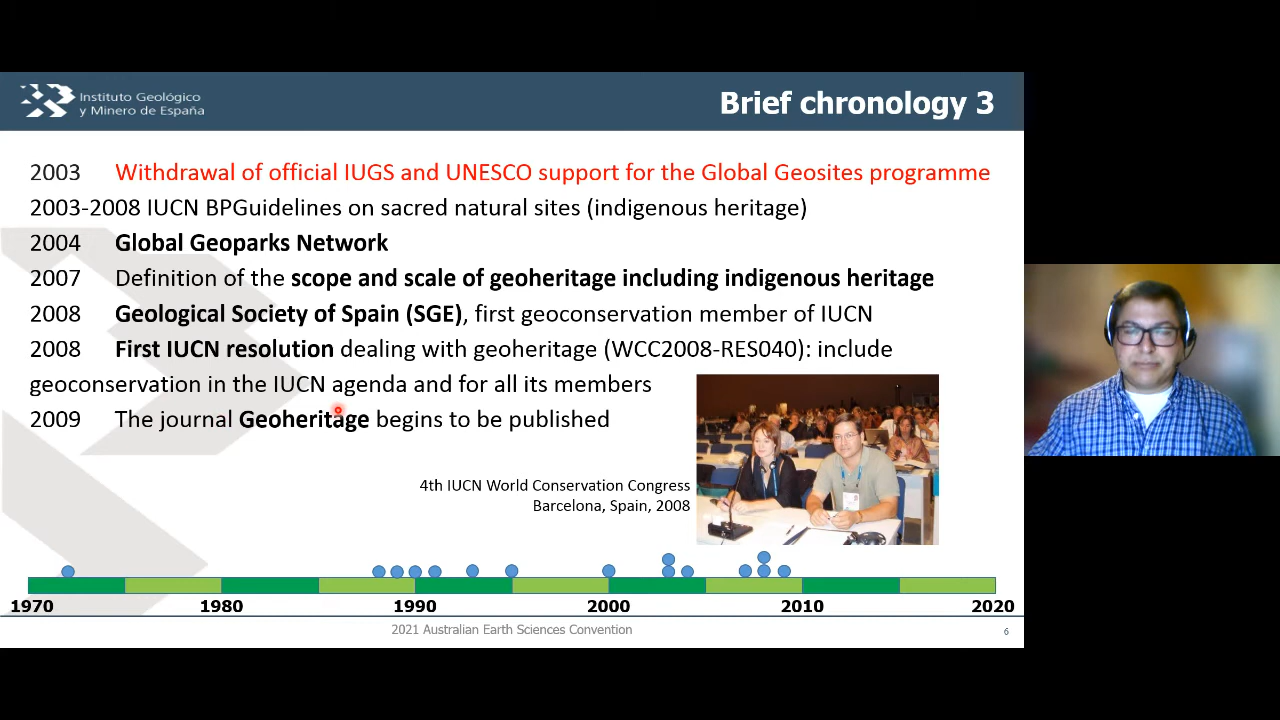 Instituto Geológico
y Minero de España
Brief chronology 3
2003 Withdrawal of official IUGS and UNESCO support for the Global Geosites programme
2003-2008 IUCN BPGuidelines on sacred natural sites (indigenous heritage)
2004 Global Geoparks Network
2007 Definition of the scope and scale of geoheritage including indigenous heritage
2008 Geological Society of Spain (SGE), first geoconservation member of IUCN
2008 First IUCN resolution dealing with geoheritage (WCC2008-RES040): include
geoconservation in the IUCN agenda and for all its members
2009 The journal Geoheritage begins to be published
4th IUCN World Conservation Congress
Barcelona, Spain, 2008
1970 1980 1990 2000 2010 2020
2021 Australian Earth Sciences Convention
6